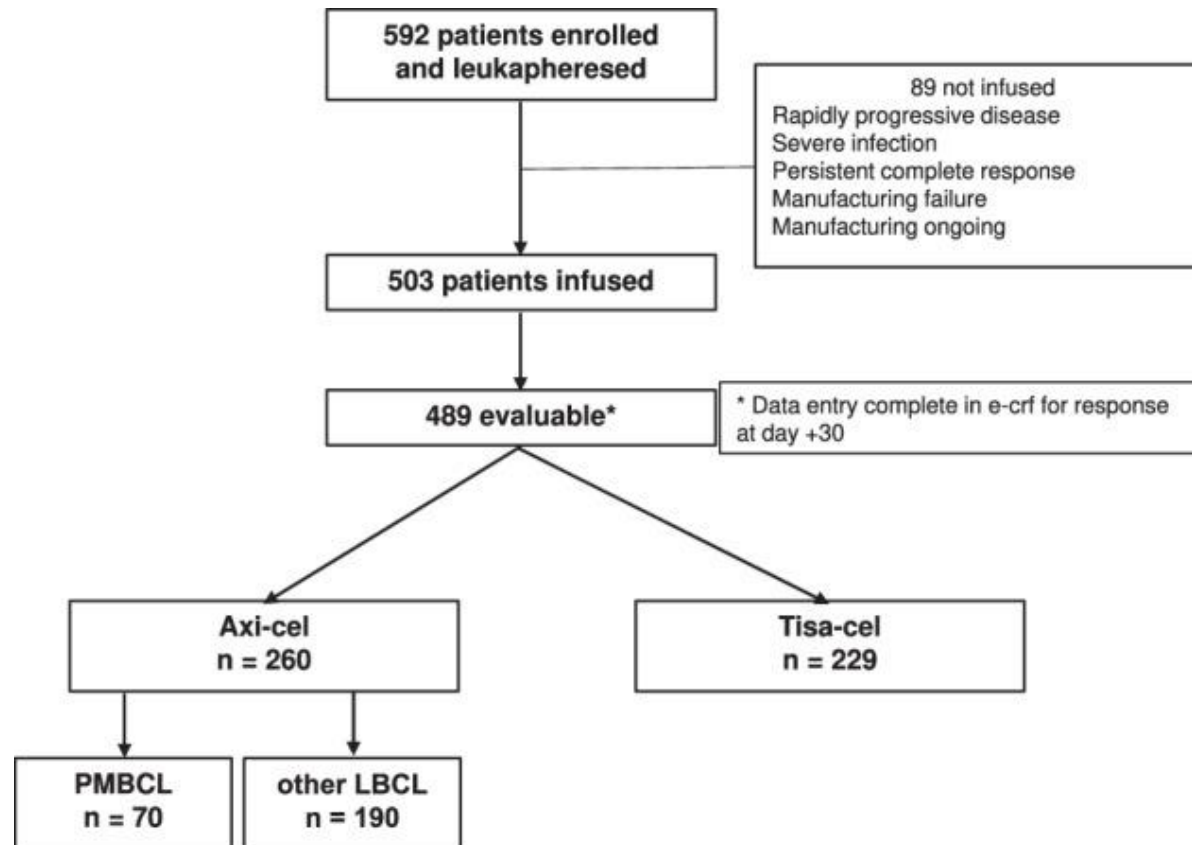 592 patients enrolled
and leukapheresed
89 not infused
Rapidly progressive disease
Severe infection
Persistent complete response
Manufacturing failure
Manufacturing ongoing
503 patients infused
489 evaluable*
* Data entry complete in e-crf for response
at day +30
Axi-cel
n = 260
Tisa-cel
n = 229
PMBCL
n = 70
other LBCL
n = 190